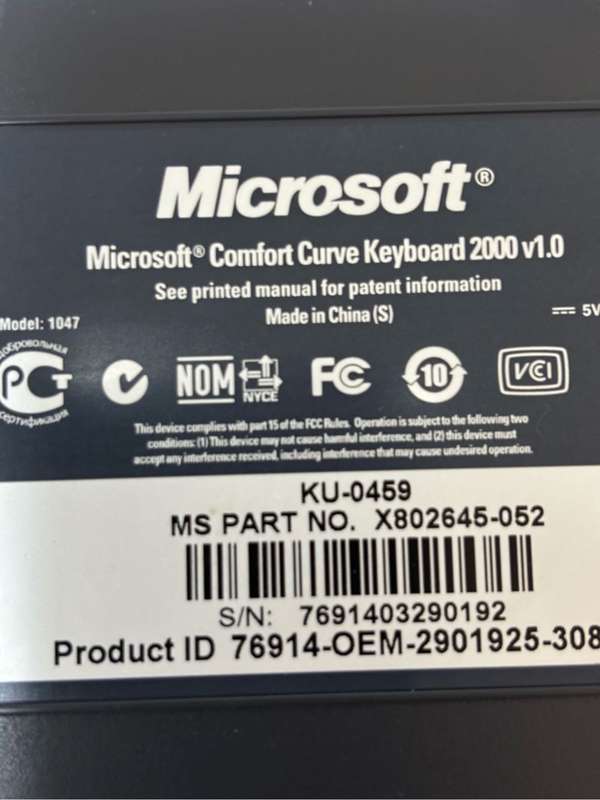 Microsoft®
Microsoft® Comfort Curve Keyboard 2000 v1.0
See printed manual for patent information
Made in China (S)
Model: 1047
⎓ 5V
добровольная
РСТ
сертификация
NOM
NYCE
FC
10
VCI
This device complies with part 15 of the FCC Rules. Operation is subject to the following two
conditions: (1) This device may not cause harmful interference, and (2) this device must
accept any interference received, including interference that may cause undesired operation.
KU-0459
MS PART NO. X802645-052
S/N: 7691403290192
Product ID 76914-OEM-2901925-308